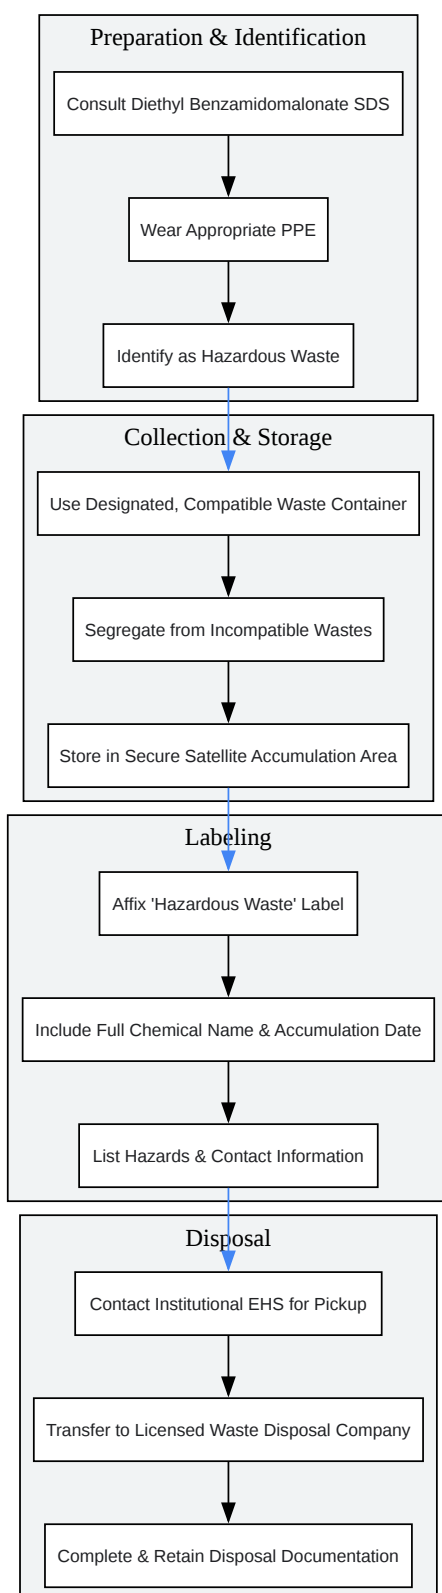 Preparation & Identification
Consult Diethyl Benzamidomalonate SDS
Wear Appropriate PPE
Identify as Hazardous Waste
Collection & Storage
Use Designated, Compatible Waste Container
Segregate from Incompatible Wastes
Store in Secure Satellite Accumulation Area
Labeling
Affix 'Hazardous Waste' Label
Include Full Chemical Name & Accumulation Date
List Hazards & Contact Information
Disposal
Contact Institutional EHS for Pickup
Transfer to Licensed Waste Disposal Company
Complete & Retain Disposal Documentation